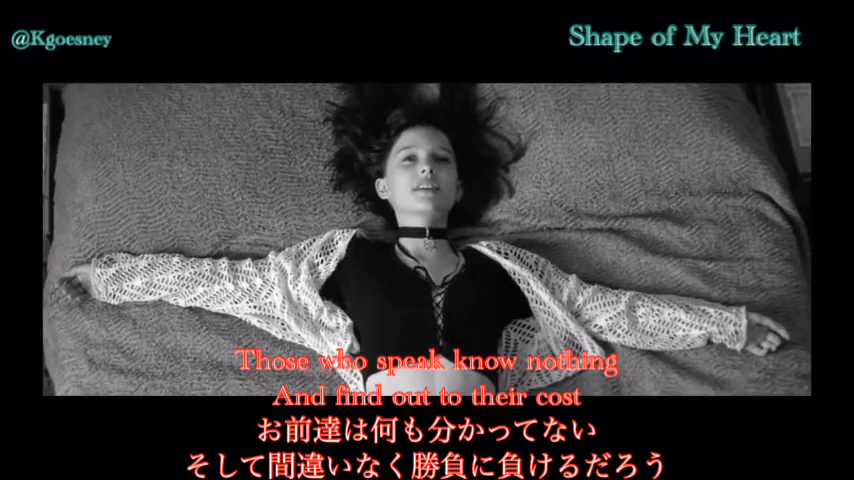 @Kgoesney
Shape of My Heart
Those who speak know nothing
And find out to their cost
お前達は何も分かってない
そして間違いなく勝負に負けるだろう